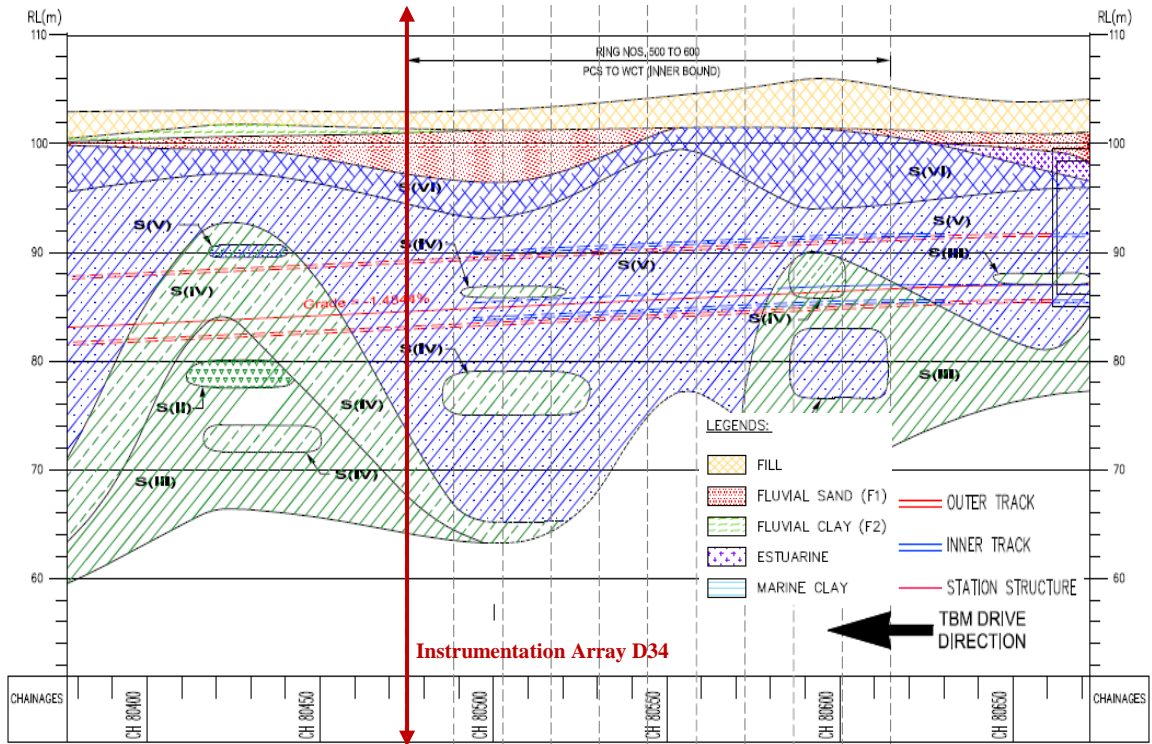 RL(m)
RL(m)
110
110
RING NOS, 500 TO 600
PCS TO WCT (INNER BOUND)
100
100
S(VI)
S(VI)
S(V)
S(IV)
S(V)
90
S(V)
S(III)
90
S(IV)
Grade = -1.4844%
S(IV)
S(IV)
80
80
S(II)
S(IV)
S(III)
LEGENDS:
70
S(III)
S(IV)
FILL
70
FLUVIAL SAND (F1)
OUTER TRACK
FLUVIAL CLAY (F2)
ESTUARINE
INNER TRACK
60
MARINE CLAY
STATION STRUCTURE
60
TBM DRIVE
DIRECTION
Instrumentation Array D34
CHAINAGES
CH 80400
CH 80450
CH 80500
CH 80550
CH 80600
CH 80650
CHAINAGES